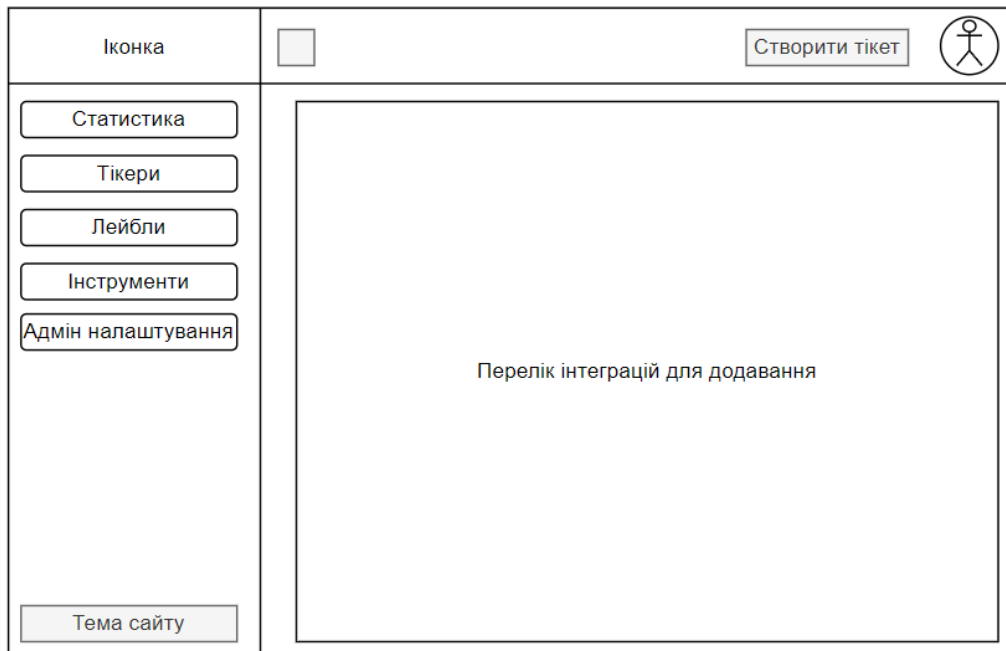 Іконка
Створити тікет
Статистика
Тікери
Лейбли
Інструменти
Адмін налаштування
Перелік інтеграцій для додавання
Тема сайту